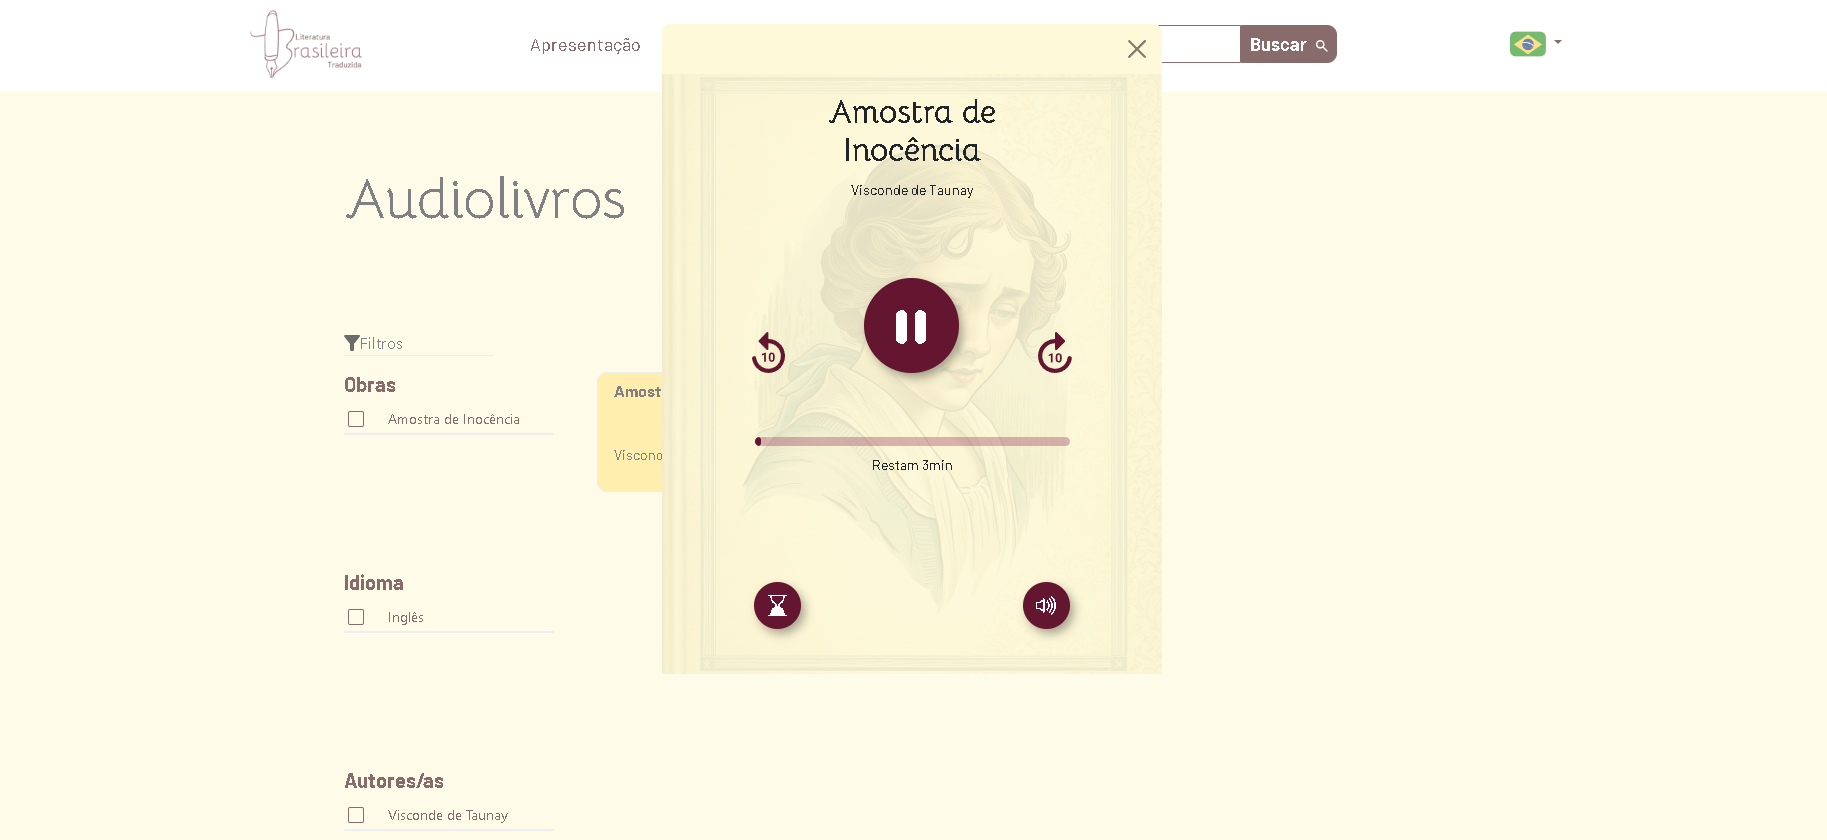 Literatura
Brasileira
Traduzida
Apresentação
Buscar
Amostra de
Inocência
Visconde de Taunay
10
10
Restam 3min
Audiolivros
Filtros
Obras
Amostra de Inocência
Amost
Viscono
Idioma
Inglês
Autores/as
Visconde de Taunay